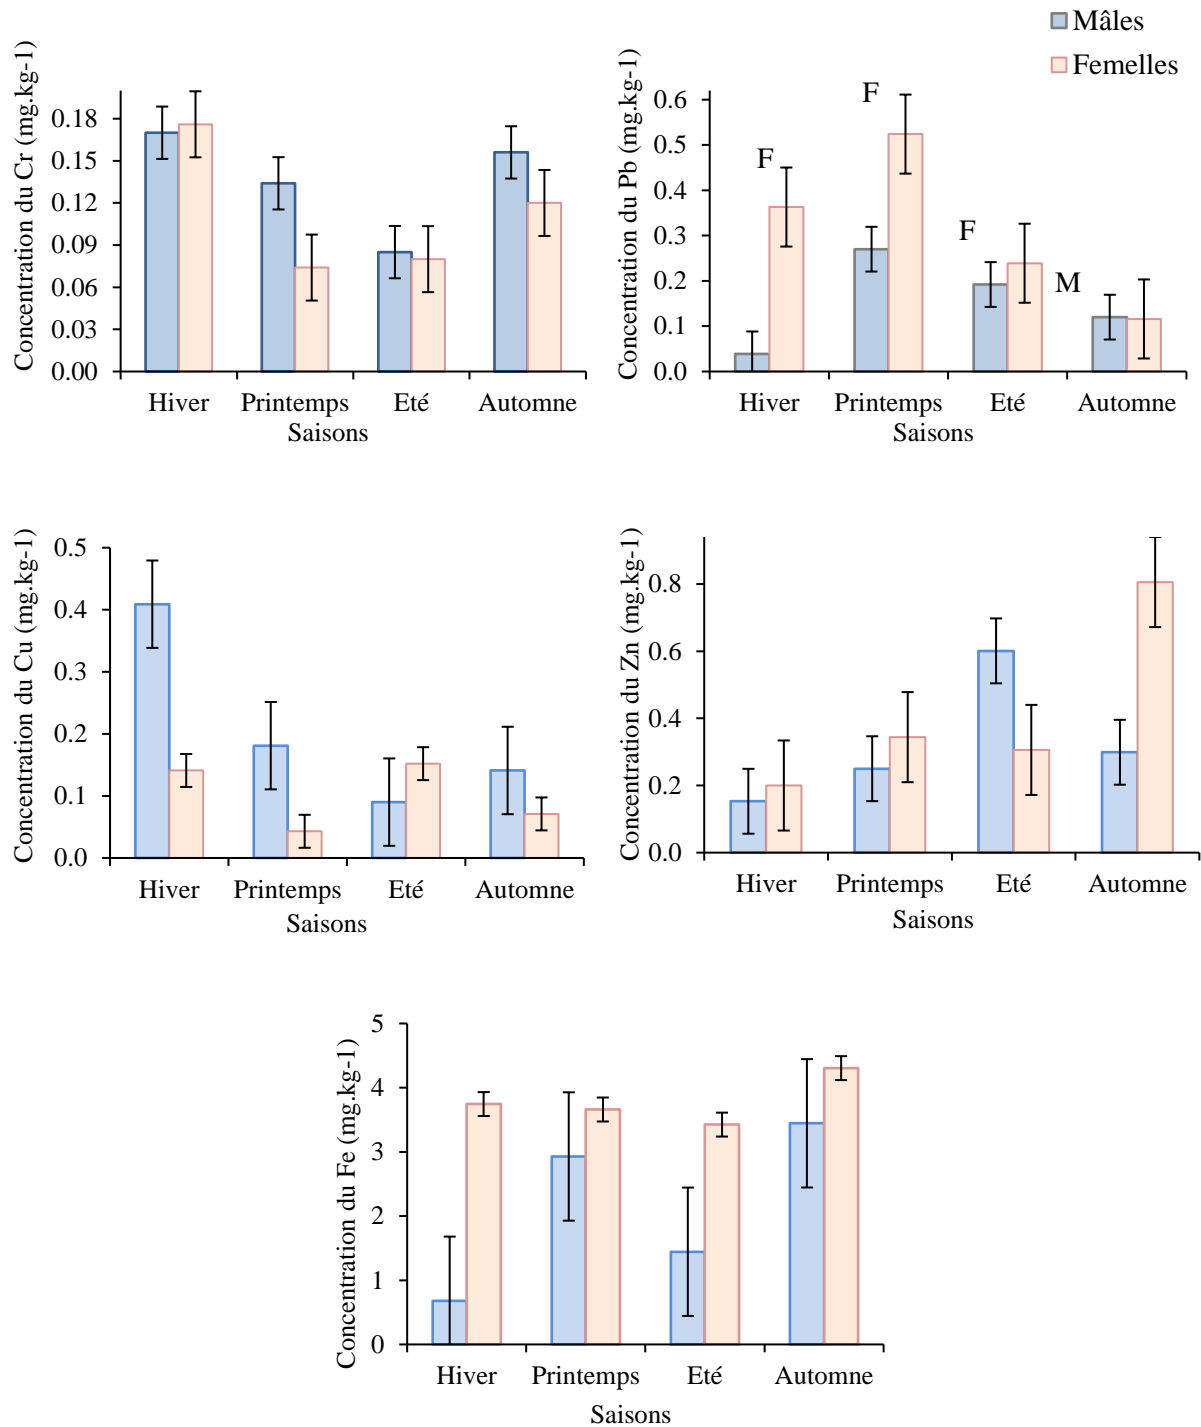 Mâles
Femelles
Concentration du Cr (mg.kg-1)
0.18
0.15
0.12
0.09
0.06
0.03
0.00
Hiver Printemps Eté Automne
Saisons
Concentration du Pb (mg.kg-1)
0.6
0.5
0.4
0.3
0.2
0.1
0.0
F
F
F
M
Hiver Printemps Eté Automne
Saisons
Concentration du Cu (mg.kg-1)
0.5
0.4
0.3
0.2
0.1
0.0
Hiver Printemps Eté Automne
Saisons
Concentration du Zn (mg.kg-1)
0.8
0.6
0.4
0.2
0.0
Hiver Printemps Eté Automne
Saisons
Concentration du Fe (mg.kg-1)
5
4
3
2
1
0
Hiver Printemps Eté Automne
Saisons